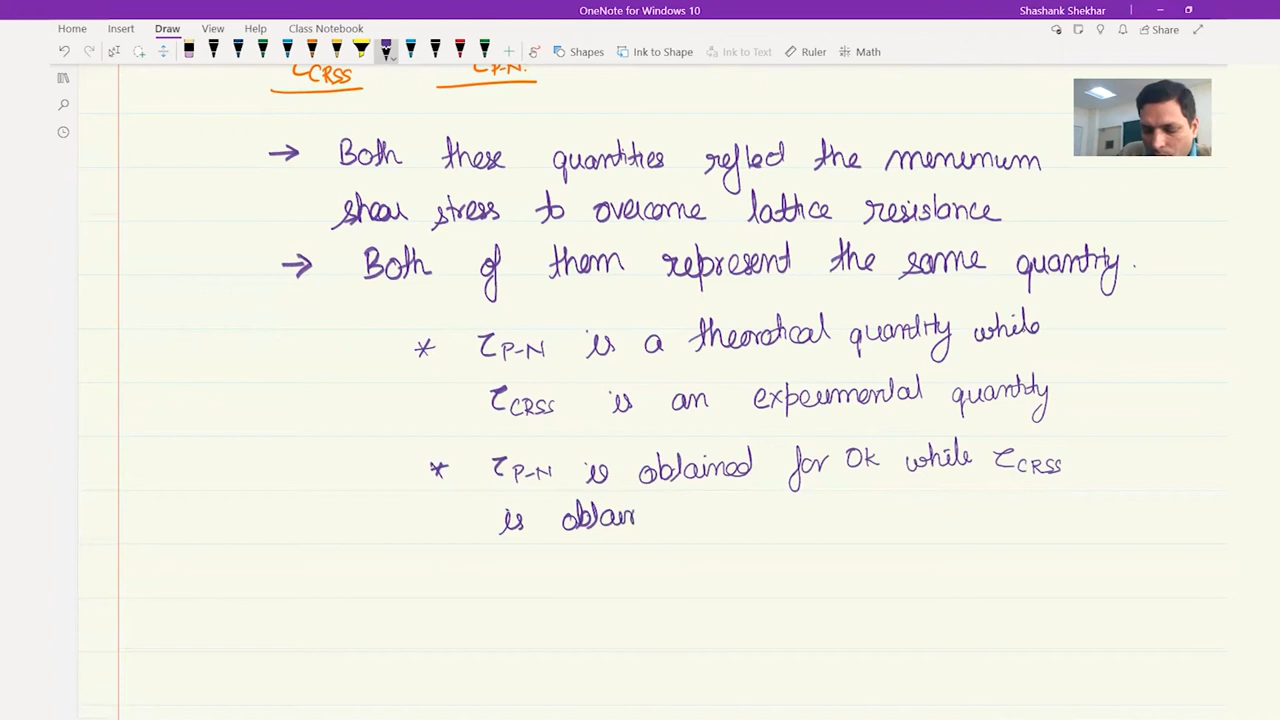 OneNote for Windows 10
Shashank Shekhar
Home Insert Draw View Help Class Notebook
Share
Shapes Ink to Shape Ink to Text Ruler Math
τCRSS τP-N.
→ Both these quantities reflect the menemum
shear stress to overcome lattice resistance
→ Both of them represent the same quantity.
* τP-N is a theoratical quantity while
τCRSS is an experimental quantity
* τP-N is obtained for 0K while τCRSS
is obtain